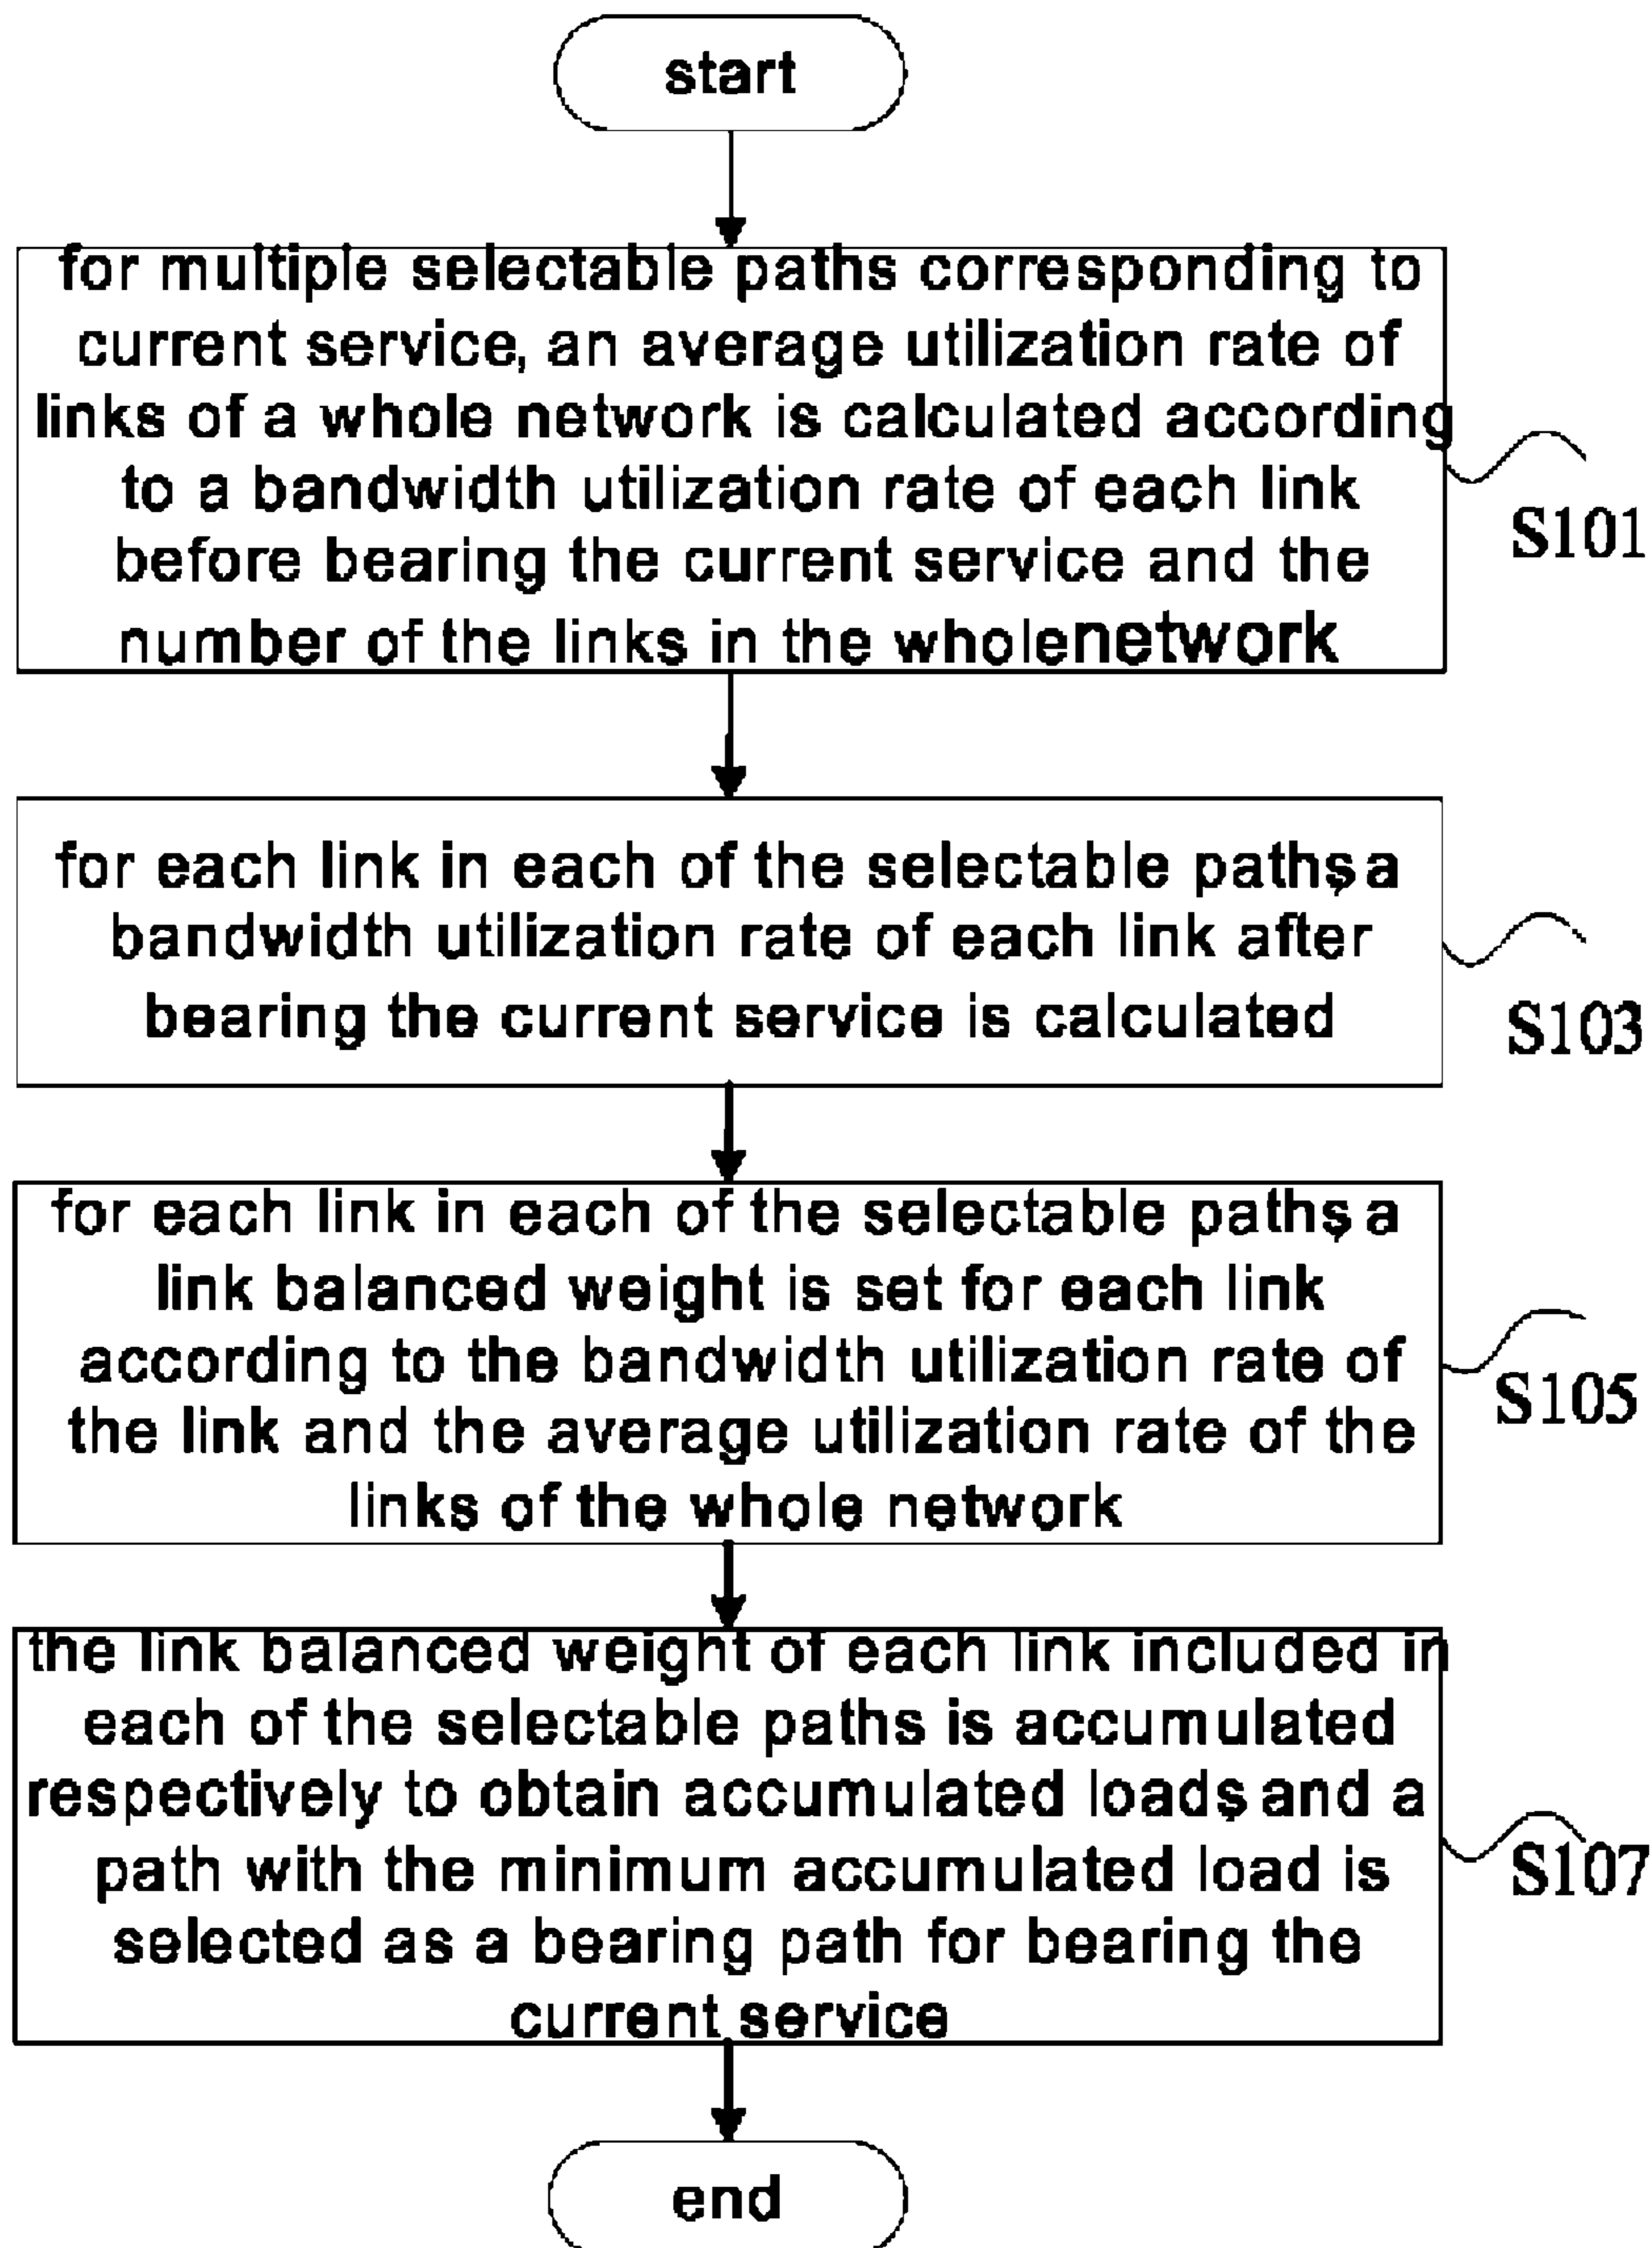 start
for multiple selectable paths corresponding to
current service, an average utilization rate of
links of a whole network is calculated according
to a bandwidth utilization rate of each link
before bearing the current service and the
number of the links in the wholenetwork
S101
for each link in each of the selectable paths, a
bandwidth utilization rate of each link after
bearing the current service is calculated
S103
for each link in each of the selectable paths, a
link balanced weight is set for each link
according to the bandwidth utilization rate of
the link and the average utilization rate of the
links of the whole network
S105
the link balanced weight of each link included in
each of the selectable paths is accumulated
respectively to obtain accumulated loads, and a
path with the minimum accumulated load is
selected as a bearing path for bearing the
current service
S107
end